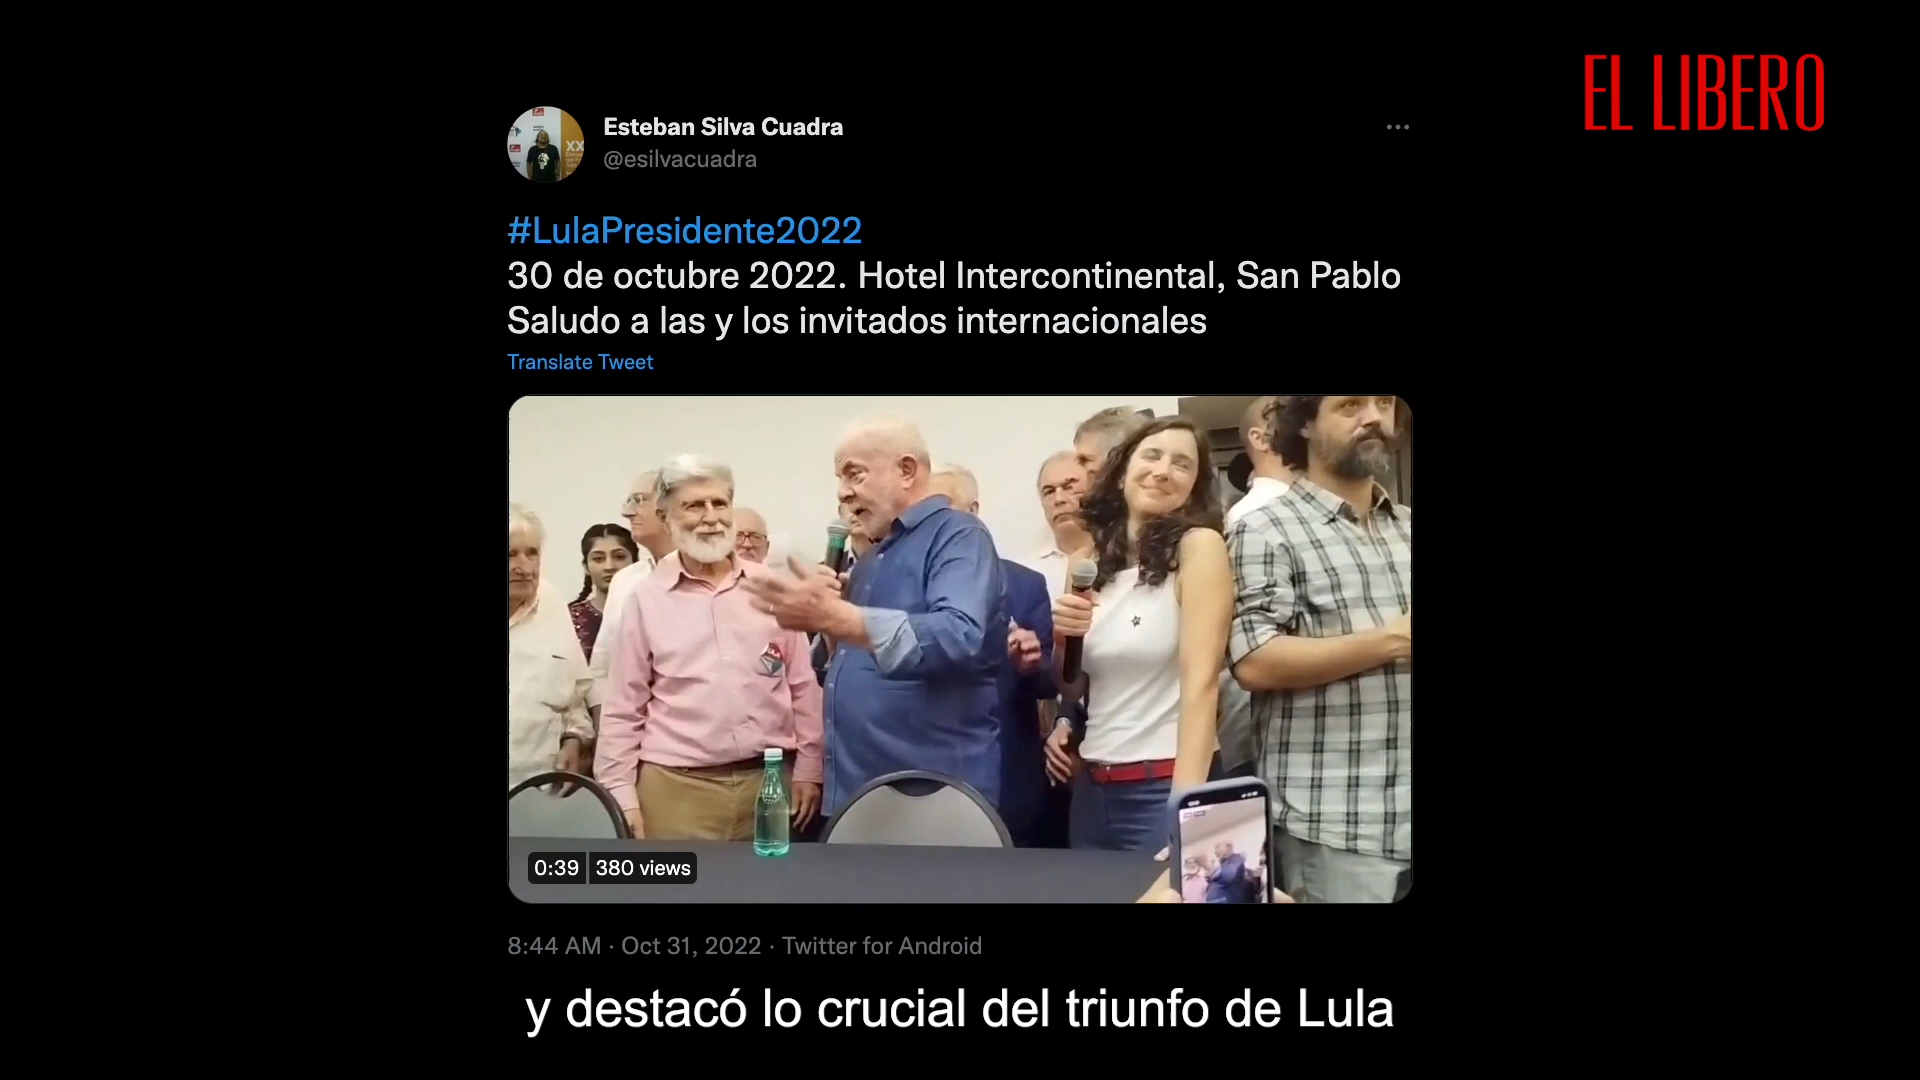 EL LIBERO
Esteban Silva Cuadra
@esilvacuadra
#LulaPresidente2022
30 de octubre 2022. Hotel Intercontinental, San Pablo
Saludo a las y los invitados internacionales
Translate Tweet
0:39 380 views
8:44 AM · Oct 31, 2022 · Twitter for Android
y destacó lo crucial del triunfo de Lula